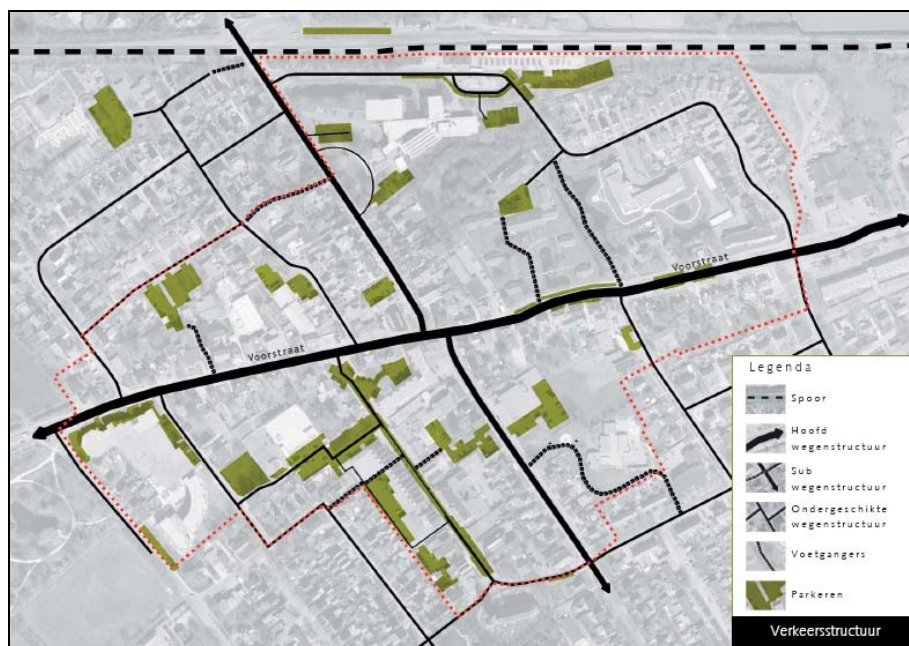 Voorstraat
Voorstraat
Legenda
Spoor
Hoofd
wegenstructuur
Sub
wegenstructuur
Ondergeschikte
wegenstructuur
Voetgangers
Parkeren
Verkeersstructuur